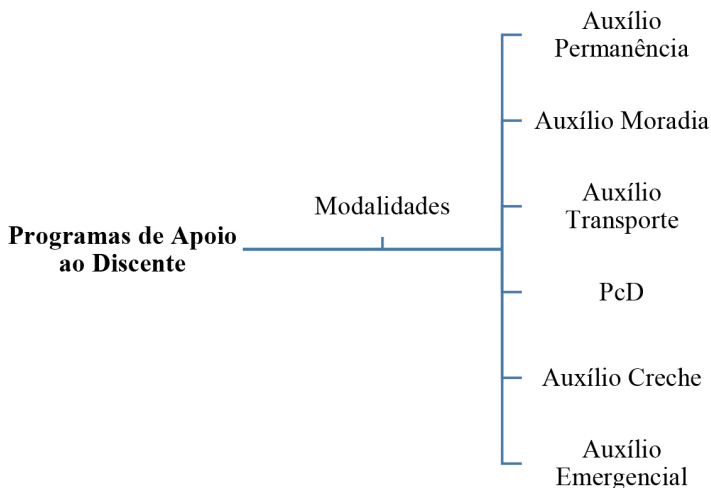 Auxílio
Permanência
Auxílio Moradia
Auxílio
Transporte
Modalidades
Programas de Apoio
ao Discente
PcD
Auxílio Creche
Auxílio
Emergencial